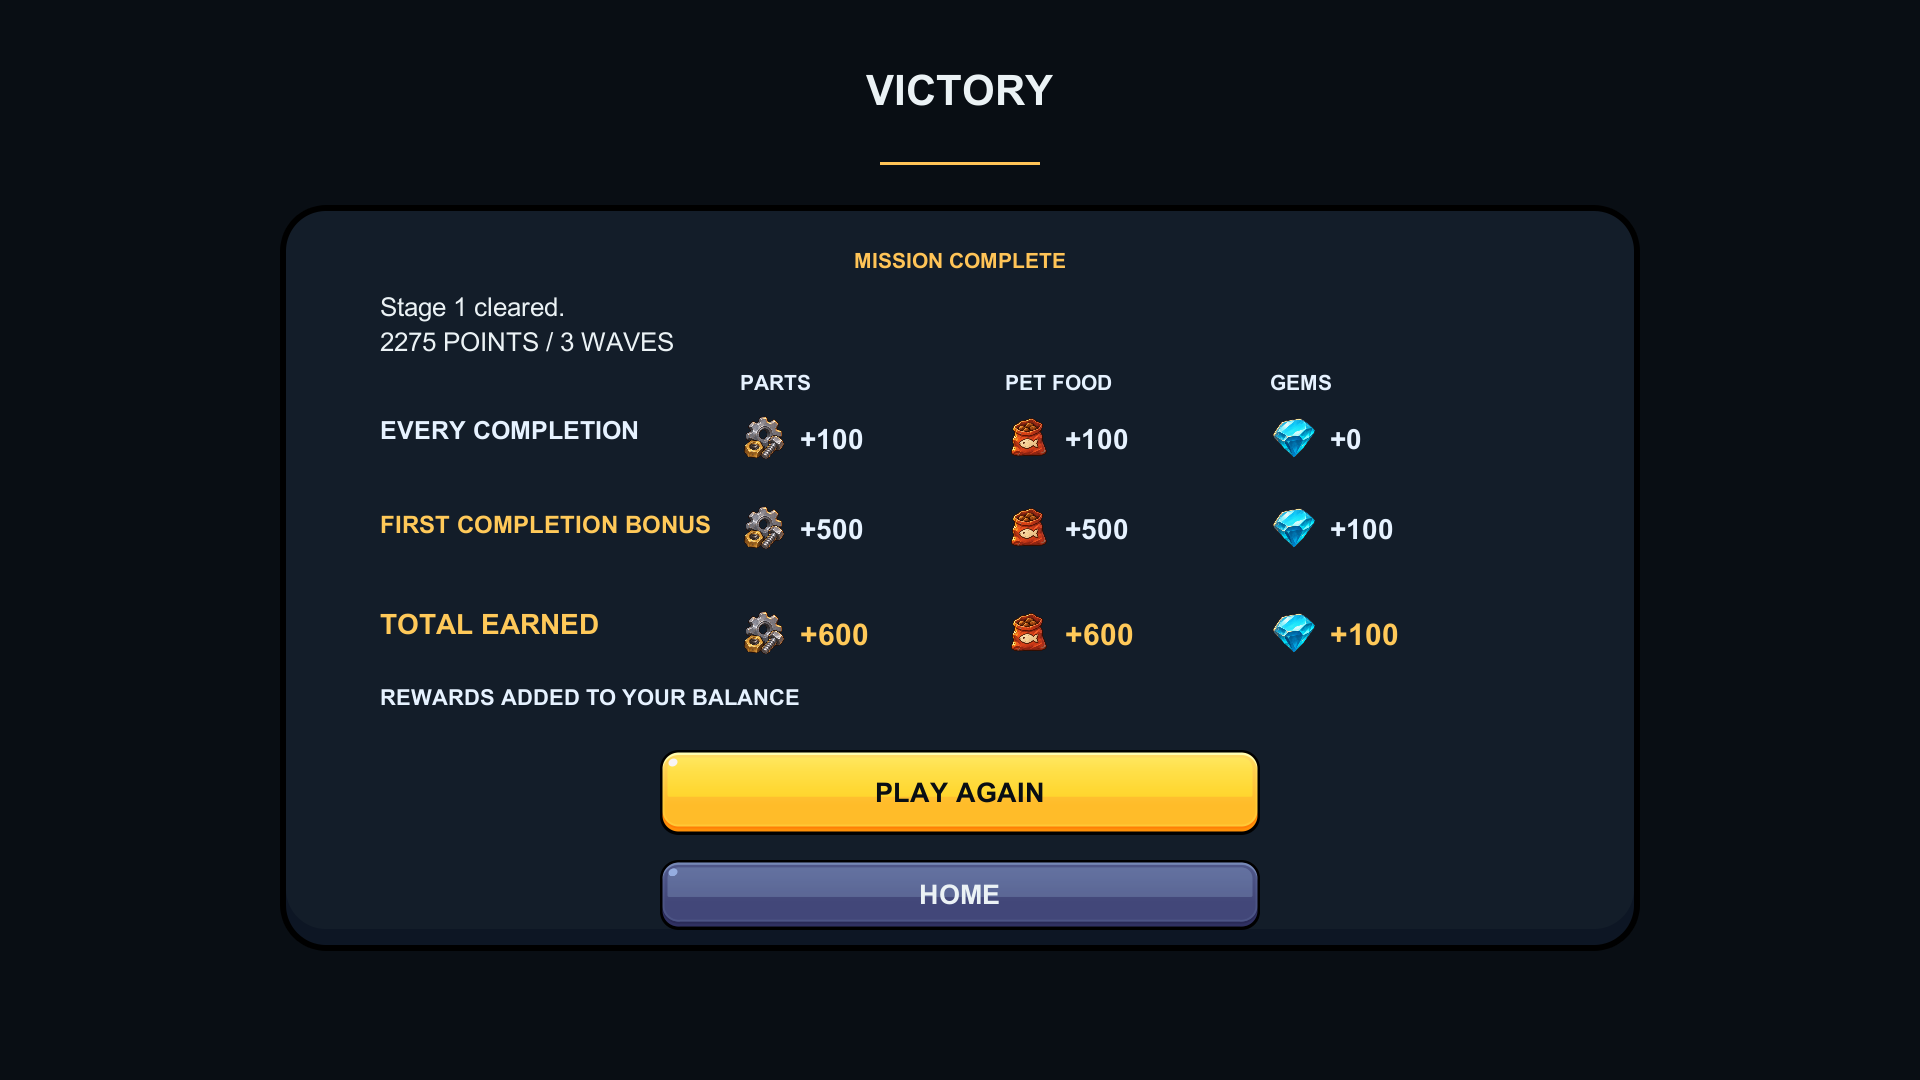 VICTORY
MISSION COMPLETE
Stage 1 cleared.
2275 POINTS / 3 WAVES
PARTS PET FOOD GEMS
EVERY COMPLETION +100 +100 +0
FIRST COMPLETION BONUS +500 +500 +100
TOTAL EARNED +600 +600 +100
REWARDS ADDED TO YOUR BALANCE
PLAY AGAIN
HOME